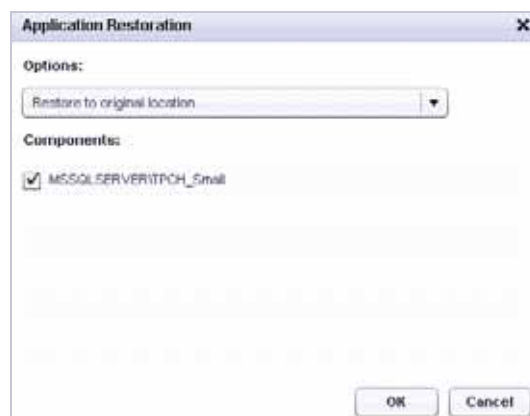 Application Restoration
Options:
Restore to original location
Components:
MSSQLSERVER\TPCH_Small
OK Cancel